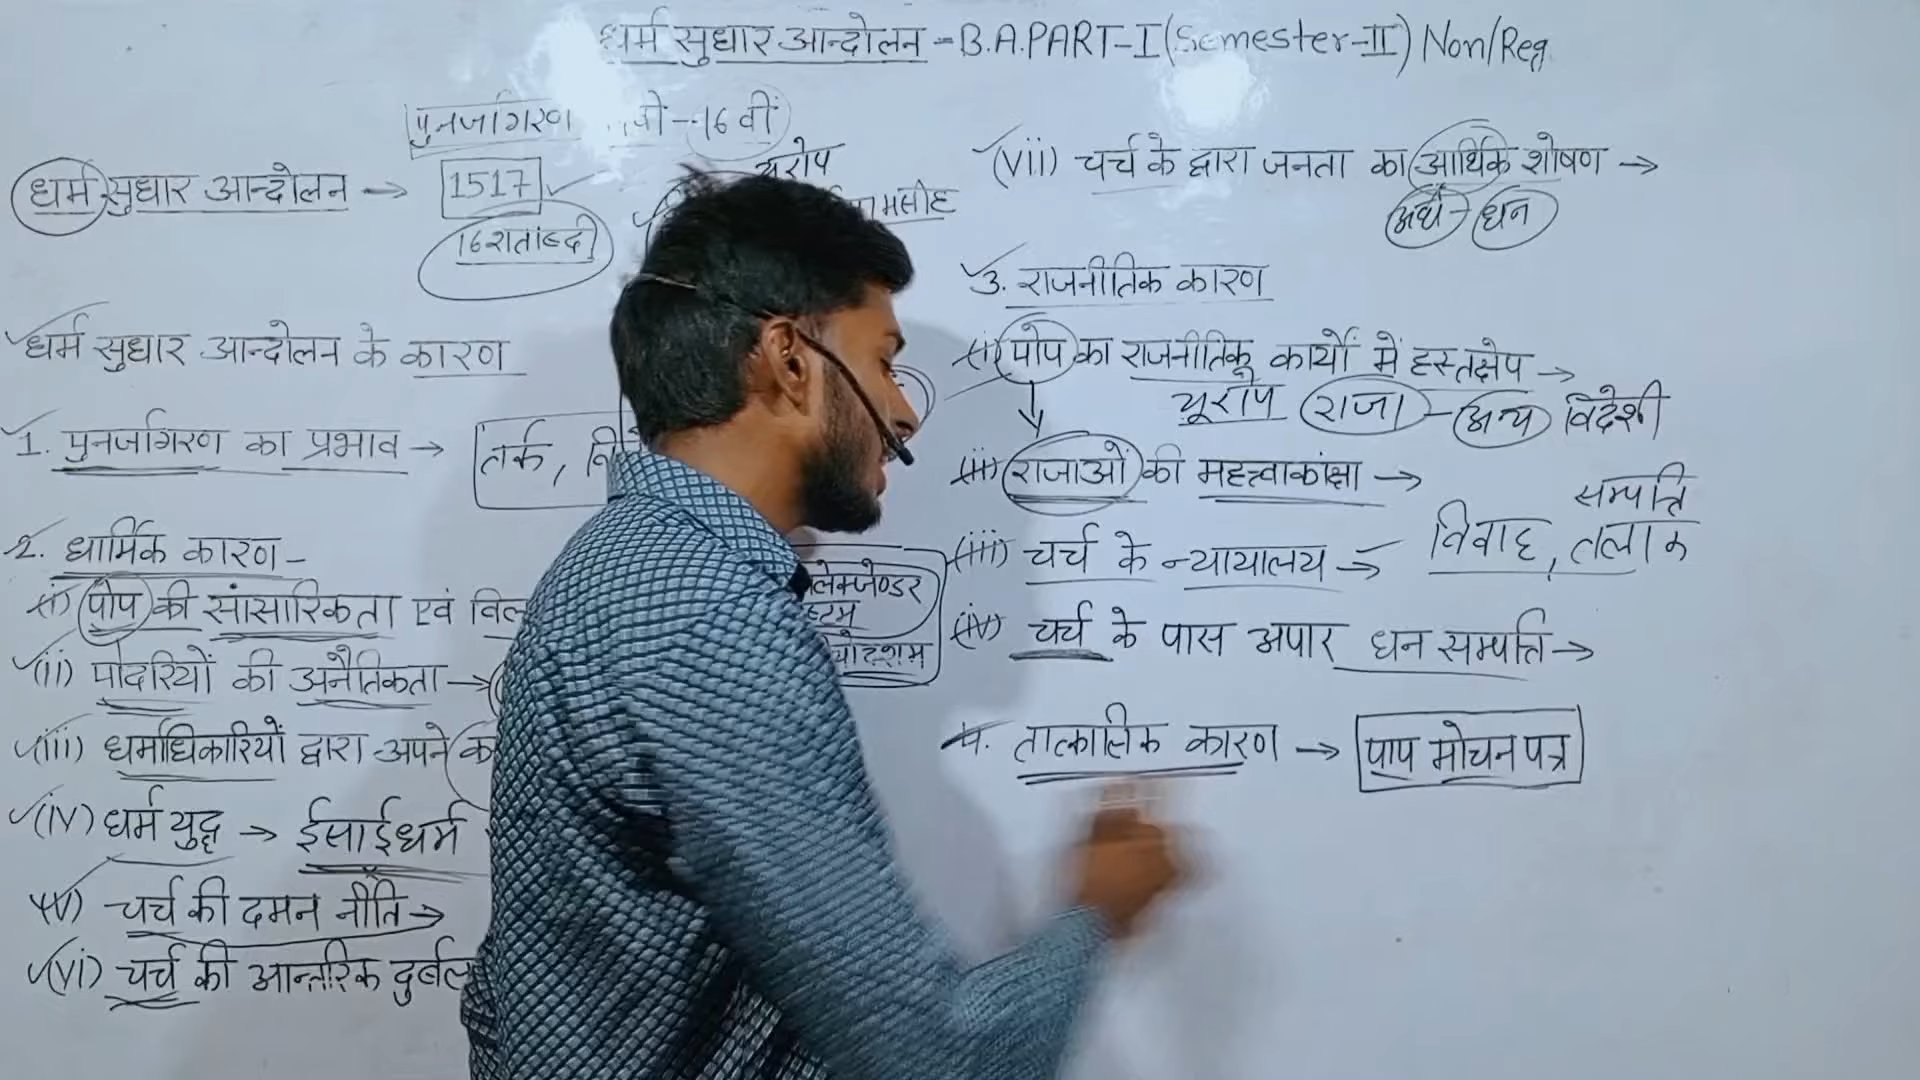 धर्म सुधार आन्दोलन - B.A.PART-I (Semester-II) Non/Reg
पुनर्जागरण वीं - 16 वीं
धर्म सुधार आन्दोलन → 1517
16 शताब्दी
यूरोप
मसीह
धर्म सुधार आन्दोलन के कारण
1. पुनर्जागरण का प्रभाव → तर्क,
2. धार्मिक कारण -
(i) पोप की सांसारिकता एवं
लेक्जेण्डर
(ii) पादरियों की अनैतिकता →
(iii) धर्माधिकारियों द्वारा अपने
(iv) धर्म युद्ध → ईसाईधर्म
(v) चर्च की दमन नीति →
(vi) चर्च की आन्तरिक
(vii) चर्च के द्वारा जनता का आर्थिक शोषण →
अर्थ - धन
3. राजनीतिक कारण
(i) पोप का राजनीतिक कार्यों में हस्तक्षेप →
यूरोप राजा - अन्य विदेशी
(ii) राजाओं की महत्त्वाकांक्षा →
सम्पत्ति
(iii) चर्च के न्यायालय → विवाह, तलाक
(iv) चर्च के पास अपार धन सम्पत्ति →
4. तात्कालिक कारण → पाप मोचन पत्र